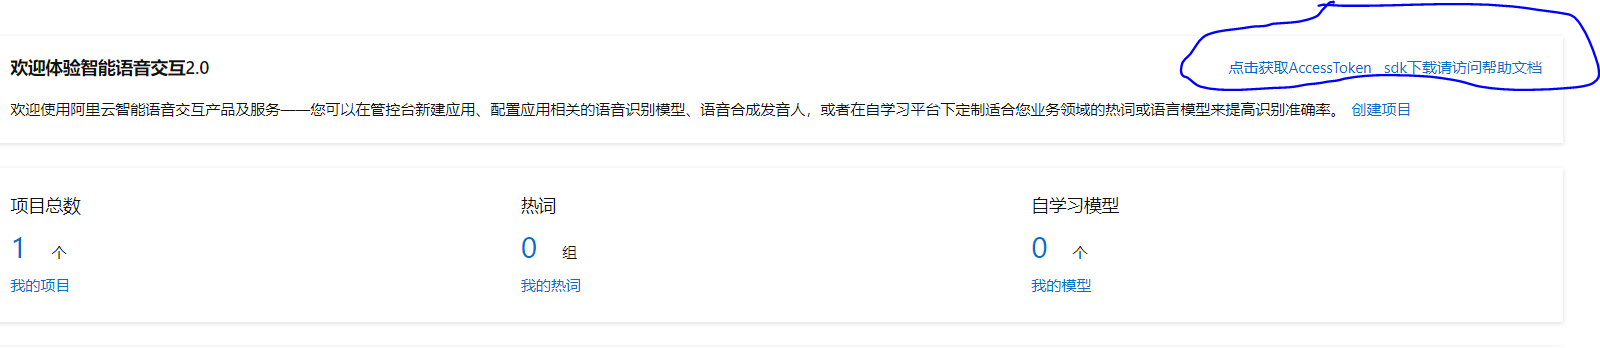 欢迎体验智能语音交互2.0 点击获取AccessToken sdk下载请访问帮助文档
欢迎使用阿里云智能语音交互产品及服务——您可以在管控台新建应用、配置应用相关的语音识别模型、语音合成发音人，或者在自学习平台下定制适合您业务领域的热词或语言模型来提高识别准确率。 创建项目
项目总数 热词 自学习模型
1 个 0 组 0 个
我的项目 我的热词 我的模型